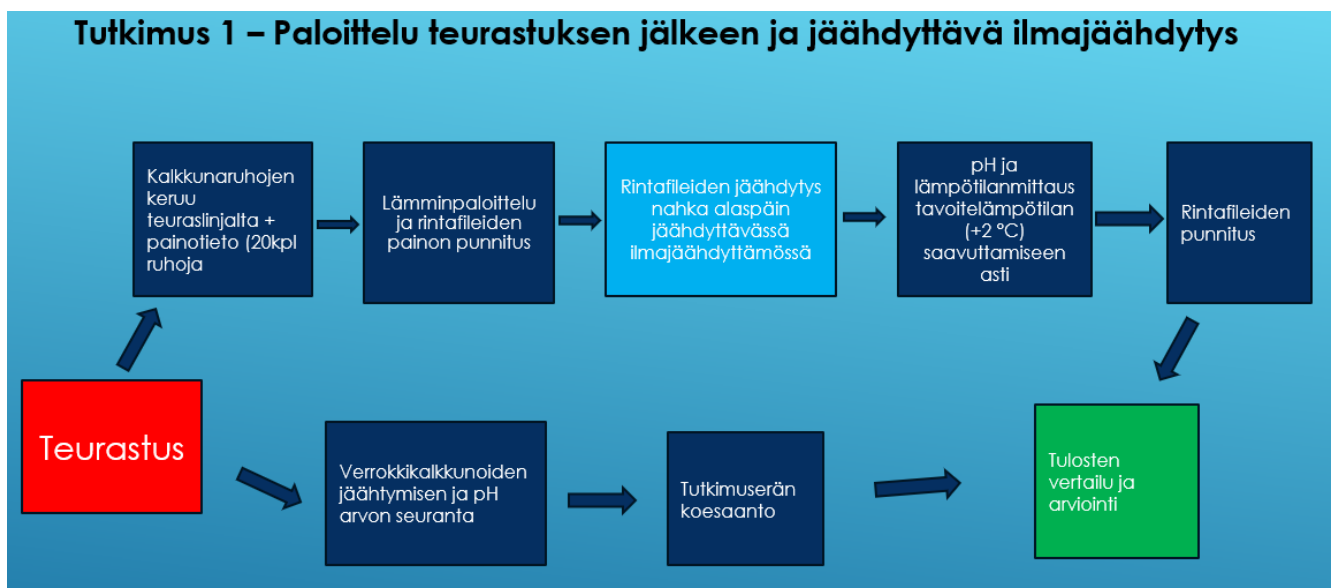 Tutkimus 1 – Paloittelu teurastuksen jälkeen ja jäähdyttävä ilmajäähdytys
Kalkkunaruhojen
keruu
teuraslinjalta +
painotieto (20kpl
ruhoja
Lämminpaloittelu
ja rintafileiden
painon punnitus
Rintafileiden jäähdytys
nahka alaspäin
jäähdyttävässä
ilmajäähdyttämössä
pH ja
lämpötilanmittaus
tavoitelämpötilan
(+2 °C)
saavuttamiseen
asti
Rintafileiden
punnitus
Teurastus
Verrokkikalkkunoiden
jäähtymisen ja pH
arvon seuranta
Tutkimuserän
koesaanto
Tulosten
vertailu ja
arviointi